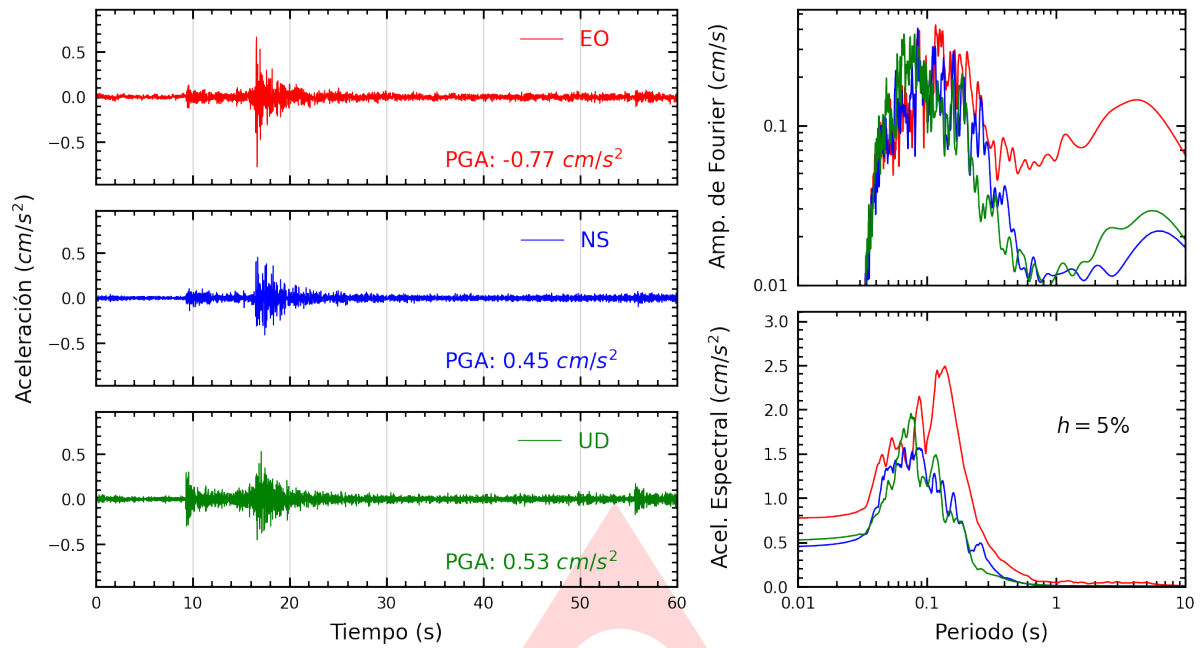 Aceleración (cm/s²)
0.5
0.0
−0.5
EO
PGA: -0.77 cm/s²
0.5
0.0
−0.5
NS
PGA: 0.45 cm/s²
0.5
0.0
−0.5
UD
PGA: 0.53 cm/s²
0 10 20 30 40 50 60
Tiempo (s)
Amp. de Fourier (cm/s)
0.1
0.01
Acel. Espectral (cm/s²)
3.0
2.5
2.0
1.5
1.0
0.5
0.0
h = 5%
0.01 0.1 1 10
Periodo (s)